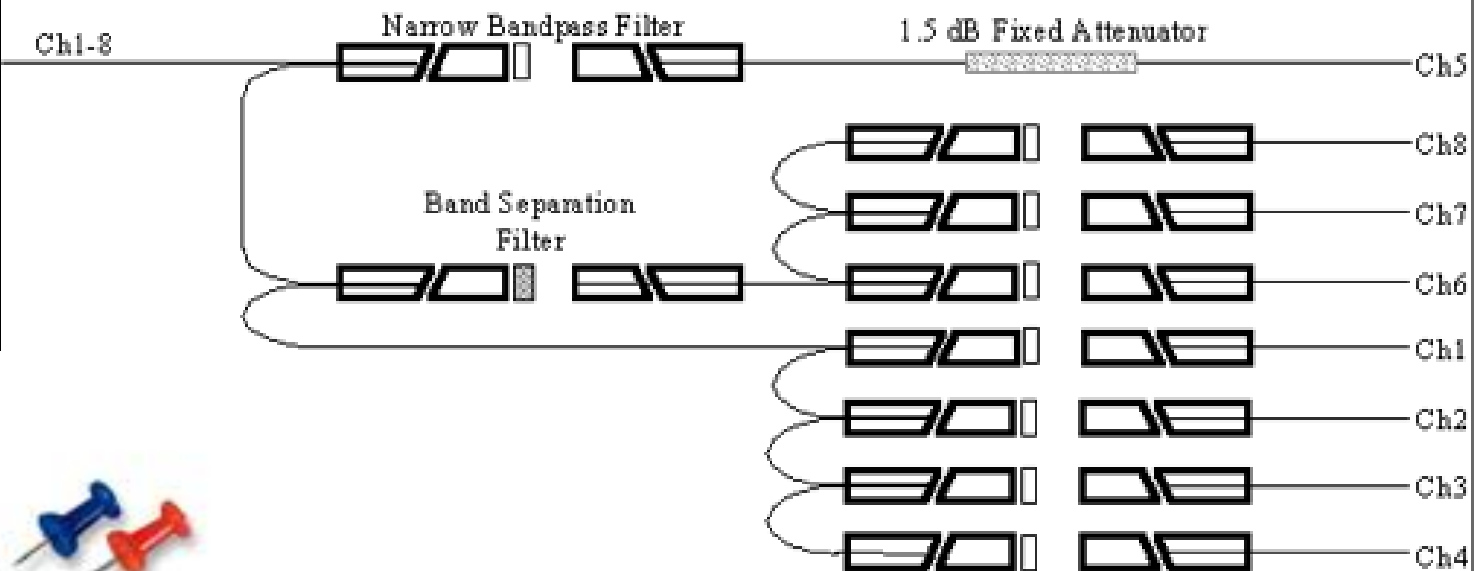 Narrow Bandpass Filter
1.5 dB Fixed Attenuator
Ch1-8
Ch5
Ch8
Band Separation
Filter
Ch7
Ch6
Ch1
Ch2
Ch3
Ch4